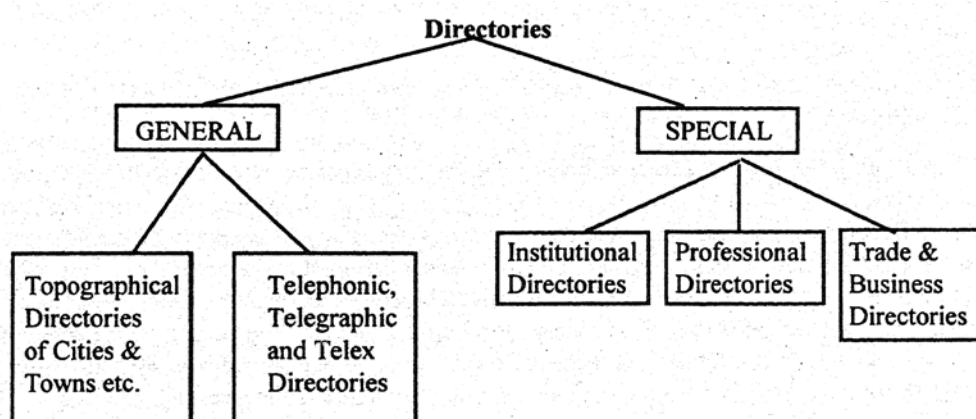 Directories
GENERAL
SPECIAL
Topographical
Directories
of Cities &
Towns etc.
Telephonic,
Telegraphic
and Telex
Directories
Institutional
Directories
Professional
Directories
Trade &
Business
Directories